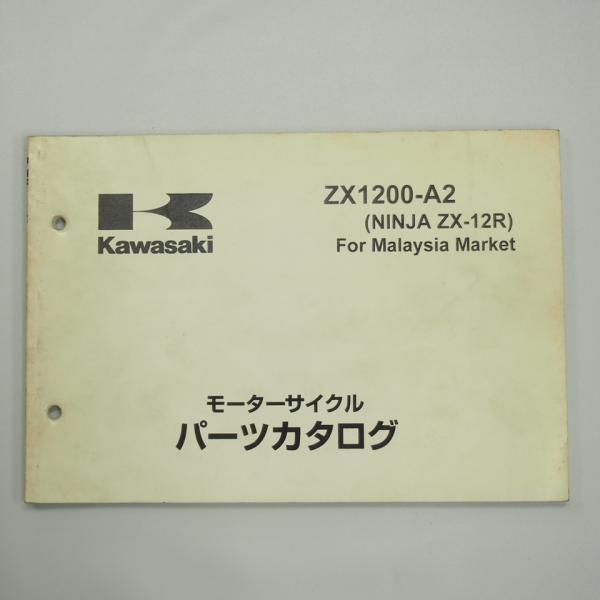 Kawasaki
ZX1200-A2
(NINJA ZX-12R)
For Malaysia Market
モーターサイクル
パーツカタログ